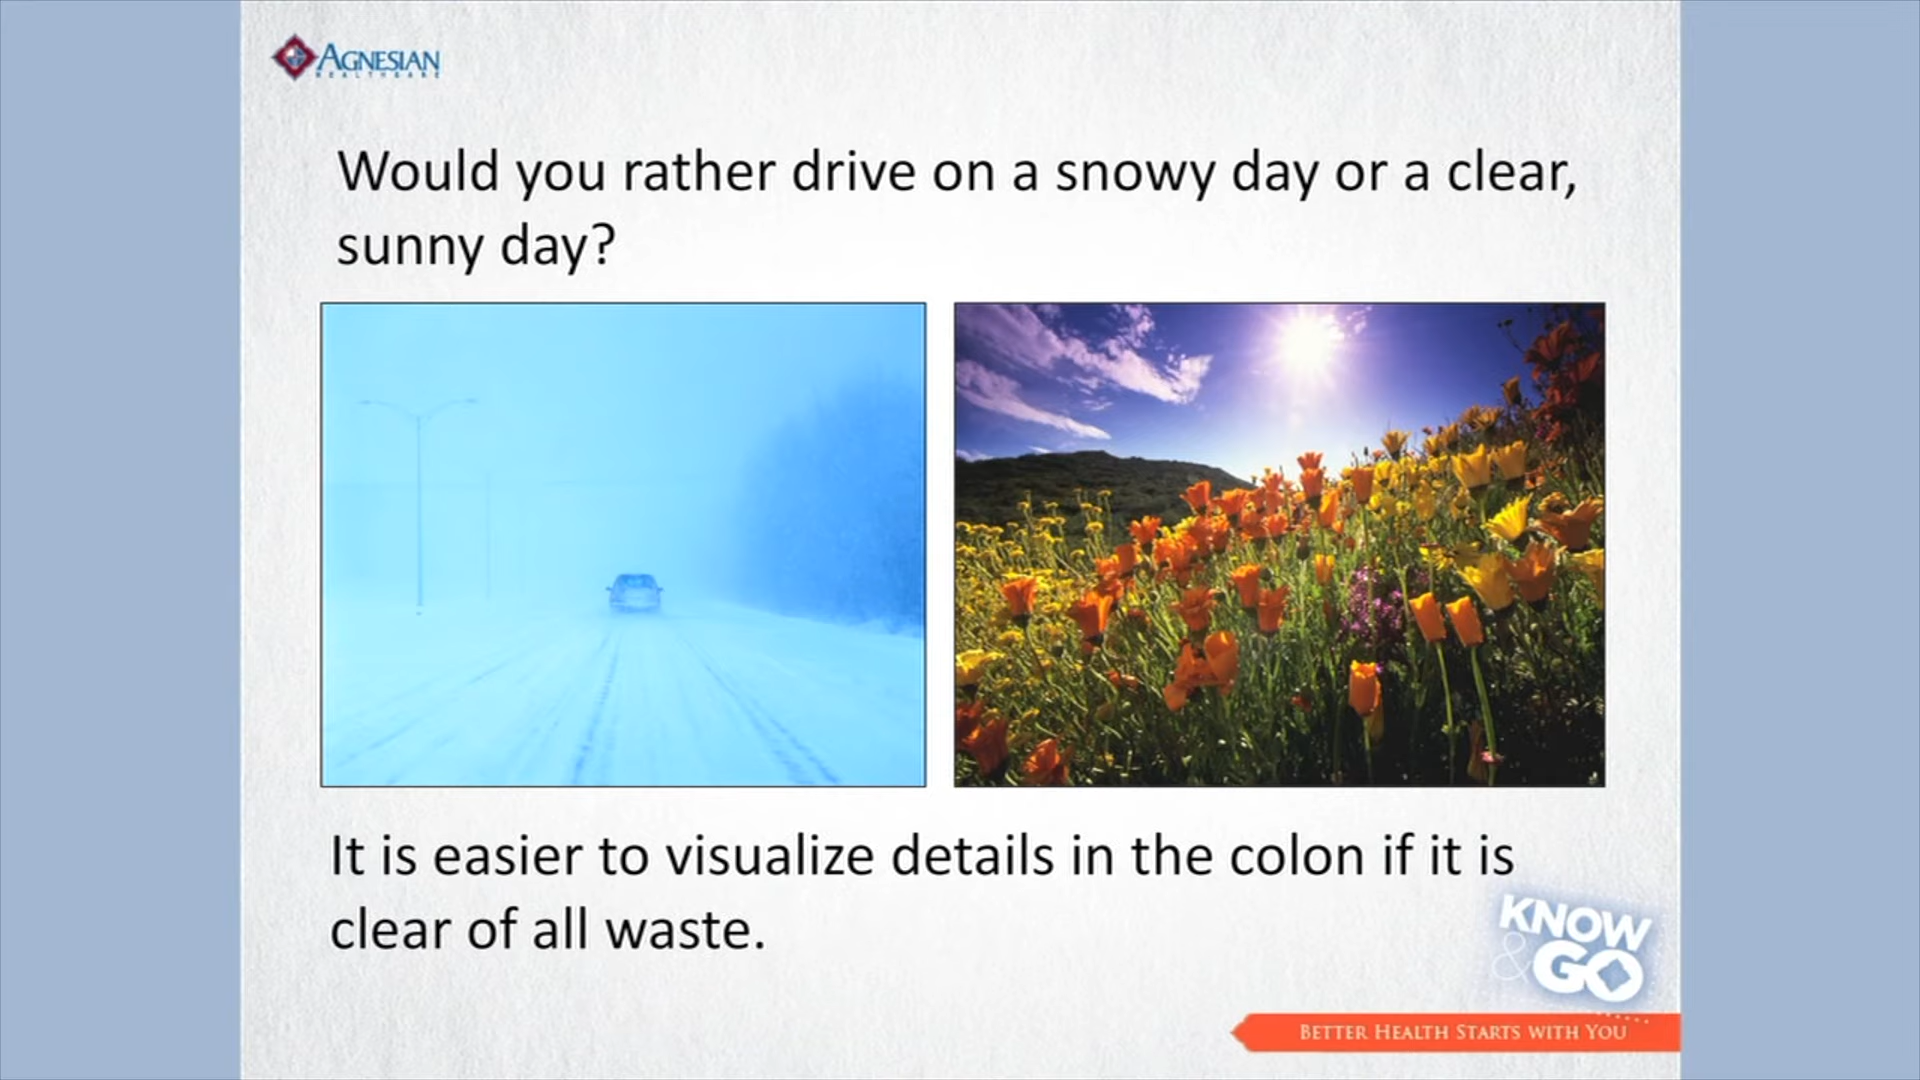 AGNESIAN
HEALTHCARE
Would you rather drive on a snowy day or a clear,
sunny day?
It is easier to visualize details in the colon if it is
clear of all waste.
KNOW
& GO
BETTER HEALTH STARTS WITH YOU